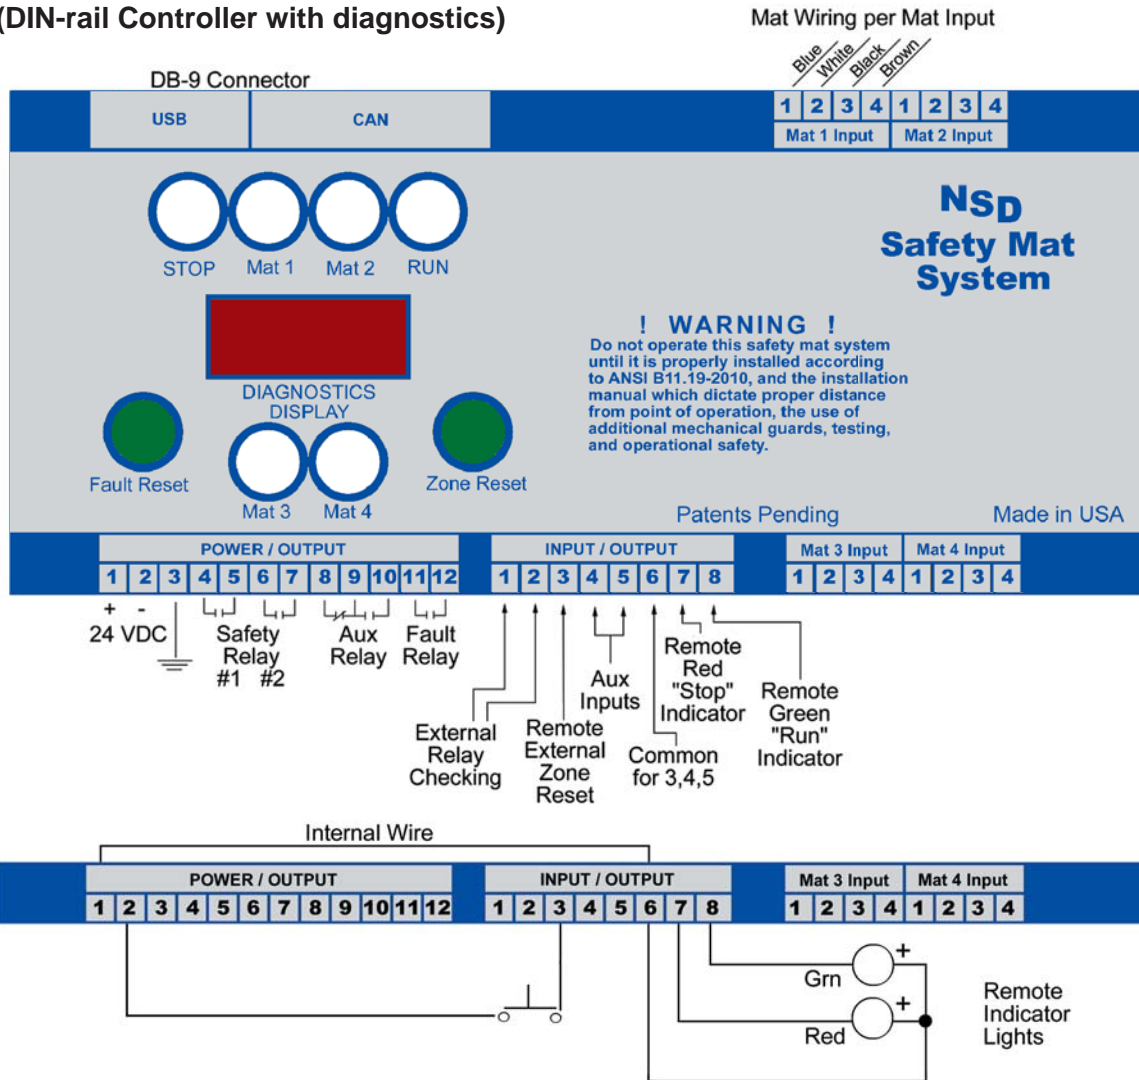 (DIN-rail Controller with diagnostics)
Mat Wiring per Mat Input
Blue White Black Brown
DB-9 Connector
USB CAN
1 2 3 4 1 2 3 4
Mat 1 Input Mat 2 Input
NSD
Safety Mat
System
STOP Mat 1 Mat 2 RUN
! WARNING !
Do not operate this safety mat system
until it is properly installed according
to ANSI B11.19-2010, and the installation
manual which dictate proper distance
from point of operation, the use of
additional mechanical guards, testing,
and operational safety.
DIAGNOSTICS
DISPLAY
Fault Reset
Zone Reset
Mat 3 Mat 4
Patents Pending
Made in USA
POWER / OUTPUT INPUT / OUTPUT Mat 3 Input Mat 4 Input
1 2 3 4 5 6 7 8 9 10 11 12 1 2 3 4 5 6 7 8 1 2 3 4 1 2 3 4
+ -
24 VDC
Safety
Relay
#1 #2
Aux
Relay
Fault
Relay
External
Relay
Checking
Remote
External
Zone
Reset
Aux
Inputs
Common
for 3,4,5
Remote
Red
"Stop"
Indicator
Remote
Green
"Run"
Indicator
Internal Wire
POWER / OUTPUT INPUT / OUTPUT Mat 3 Input Mat 4 Input
1 2 3 4 5 6 7 8 9 10 11 12 1 2 3 4 5 6 7 8 1 2 3 4 1 2 3 4
Grn +
Red +
Remote
Indicator
Lights